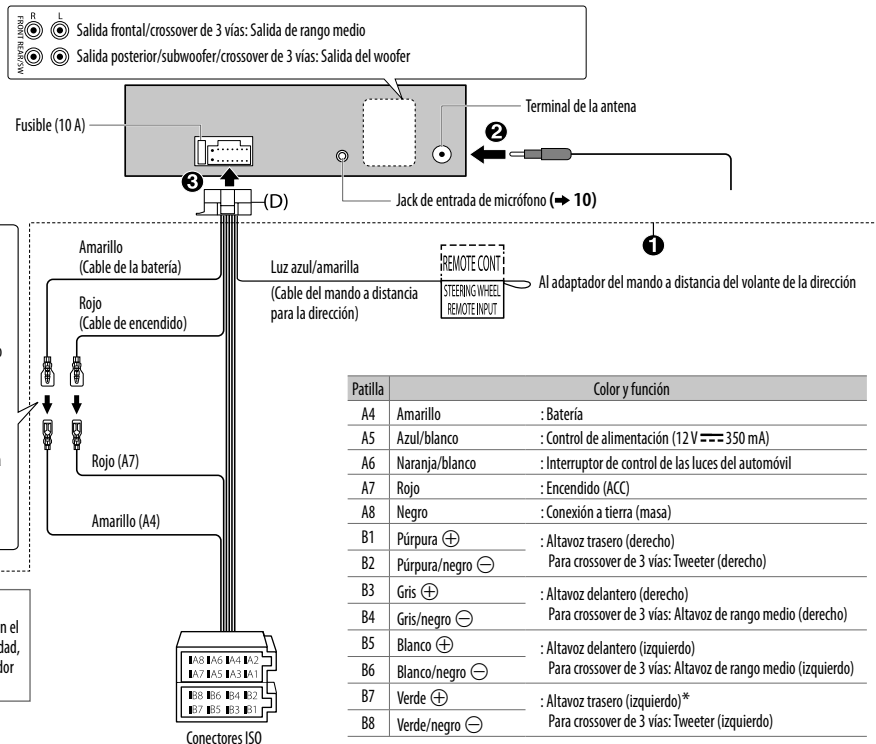 R L
FRONT
REAR/SW
Salida frontal/crossover de 3 vías: Salida de rango medio
Salida posterior/subwoofer/crossover de 3 vías: Salida del woofer
Fusible (10 A)
Terminal de la antena
❷
❸
Jack de entrada de micrófono (➜ 10)
(D)
❶
Amarillo
(Cable de la batería)
Rojo
(Cable de encendido)
Luz azul/amarilla
(Cable del mando a distancia
para la dirección)
REMOTE CONT
STEERING WHEEL
REMOTE INPUT
Al adaptador del mando a distancia del volante de la dirección
Rojo (A7)
Amarillo (A4)
Patilla Color y función
A4 Amarillo : Batería
A5 Azul/blanco : Control de alimentación (12 V ⎓ 350 mA)
A6 Naranja/blanco : Interruptor de control de las luces del automóvil
A7 Rojo : Encendido (ACC)
A8 Negro : Conexión a tierra (masa)
B1 Púrpura ⊕ : Altavoz trasero (derecho)
B2 Púrpura/negro ⊖ Para crossover de 3 vías: Tweeter (derecho)
B3 Gris ⊕ : Altavoz delantero (derecho)
B4 Gris/negro ⊖ Para crossover de 3 vías: Altavoz de rango medio (derecho)
B5 Blanco ⊕ : Altavoz delantero (izquierdo)
B6 Blanco/negro ⊖ Para crossover de 3 vías: Altavoz de rango medio (izquierdo)
B7 Verde ⊕ : Altavoz trasero (izquierdo)*
B8 Verde/negro ⊖ Para crossover de 3 vías: Tweeter (izquierdo)
n el
dad,
dor
A8 A6 A4 A2
A7 A5 A3 A1
B8 B6 B4 B2
B7 B5 B3 B1
Conectores ISO